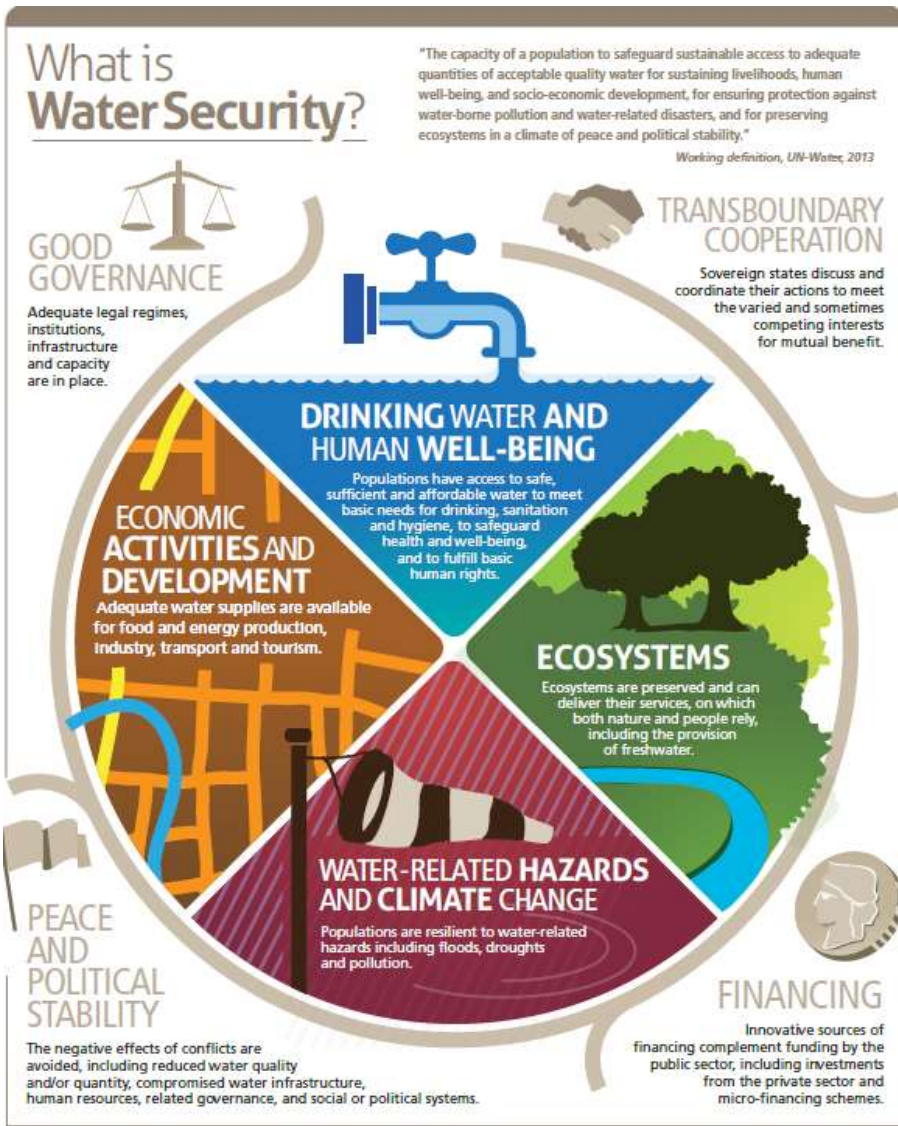 What is
Water Security?
"The capacity of a population to safeguard sustainable access to adequate
quantities of acceptable quality water for sustaining livelihoods, human
well-being, and socio-economic development, for ensuring protection against
water-borne pollution and water-related disasters, and for preserving
ecosystems in a climate of peace and political stability."
Working definition, UN-Water, 2013
GOOD
GOVERNANCE
Adequate legal regimes,
institutions,
infrastructure
and capacity
are in place.
TRANSBOUNDARY
COOPERATION
Sovereign states discuss and
coordinate their actions to meet
the varied and sometimes
competing interests
for mutual benefit.
DRINKING WATER AND
HUMAN WELL-BEING
Populations have access to safe,
sufficient and affordable water to meet
basic needs for drinking, sanitation
and hygiene, to safeguard
health and well-being,
and to fulfill basic
human rights.
ECONOMIC
ACTIVITIES AND
DEVELOPMENT
Adequate water supplies are available
for food and energy production,
industry, transport and tourism.
ECOSYSTEMS
Ecosystems are preserved and can
deliver their services, on which
both nature and people rely,
including the provision
of freshwater.
WATER-RELATED HAZARDS
AND CLIMATE CHANGE
Populations are resilient to water-related
hazards including floods, droughts
and pollution.
PEACE
AND
POLITICAL
STABILITY
The negative effects of conflicts are
avoided, including reduced water quality
and/or quantity, compromised water infrastructure,
human resources, related governance, and social or political systems.
FINANCING
Innovative sources of
financing complement funding by the
public sector, including investments
from the private sector and
micro-financing schemes.